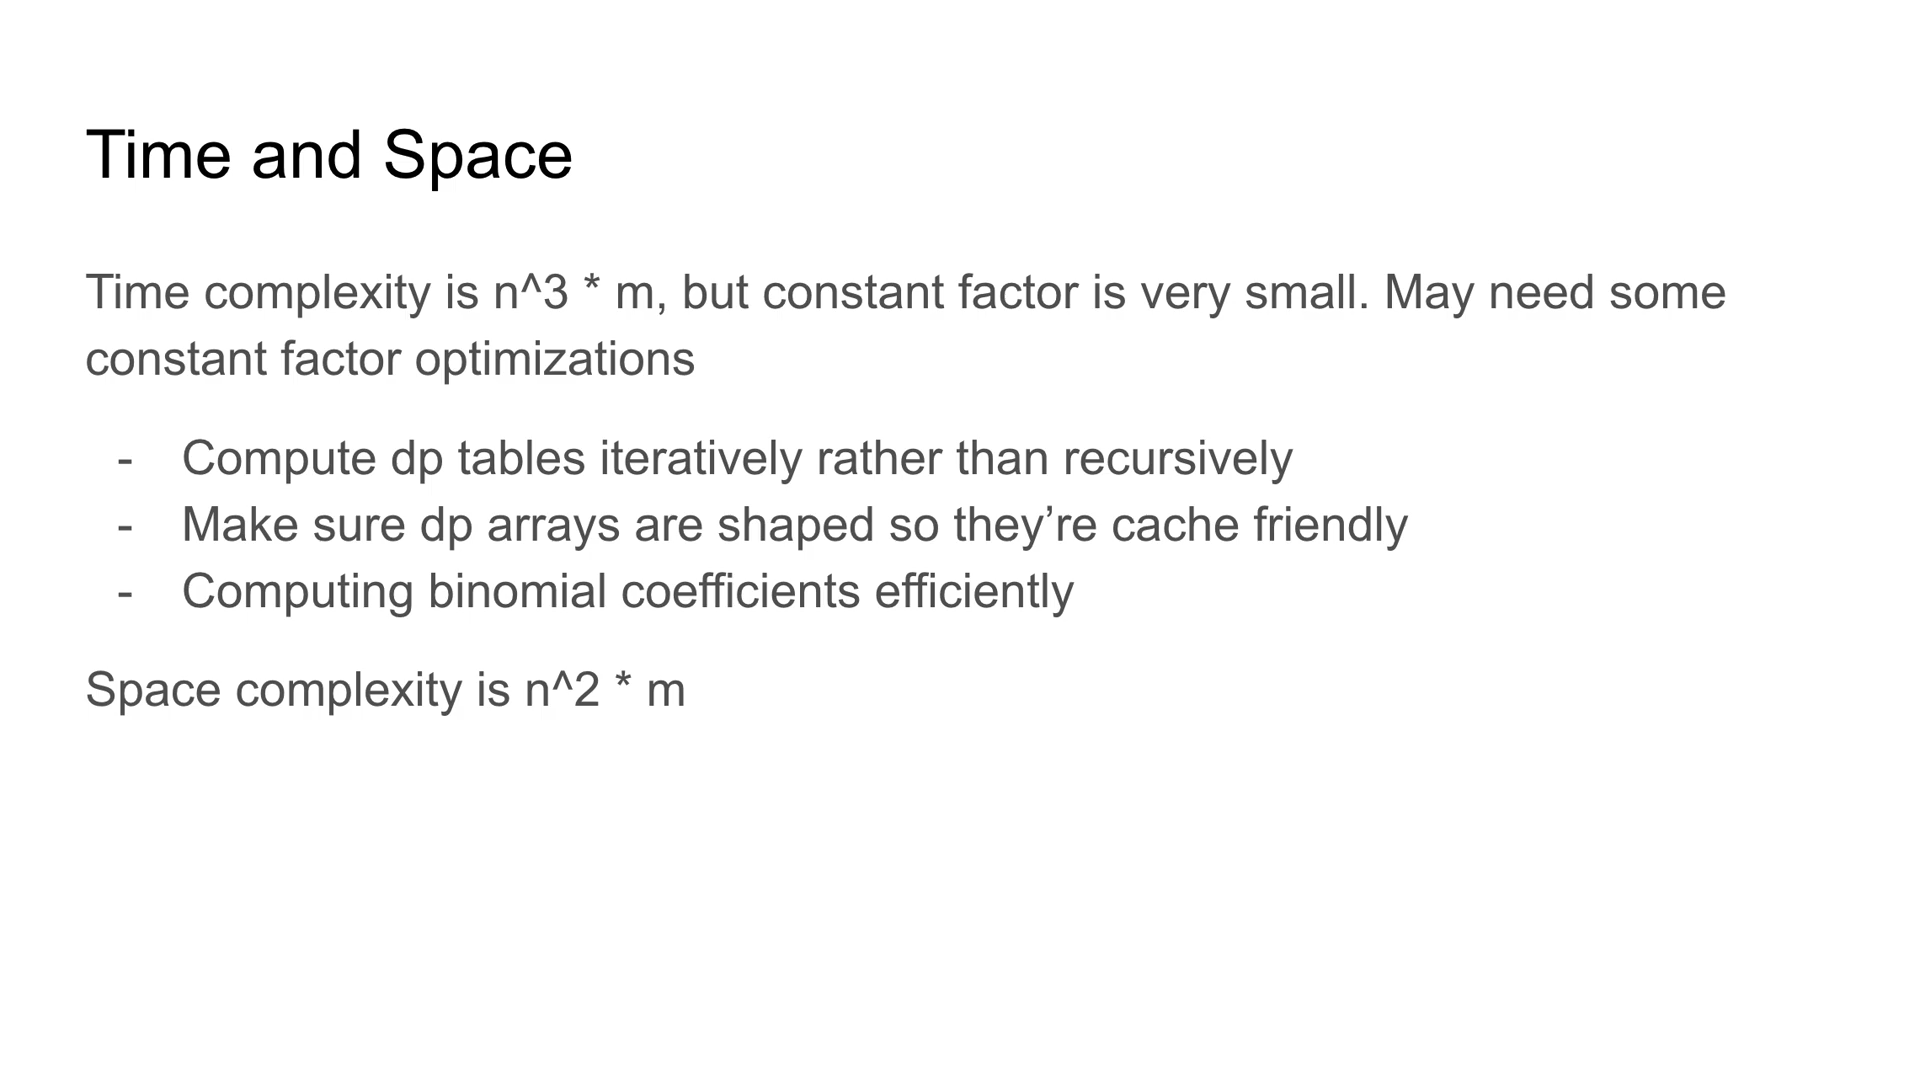 Time and Space
Time complexity is n^3 * m, but constant factor is very small. May need some
constant factor optimizations
- Compute dp tables iteratively rather than recursively
- Make sure dp arrays are shaped so they’re cache friendly
- Computing binomial coefficients efficiently
Space complexity is n^2 * m